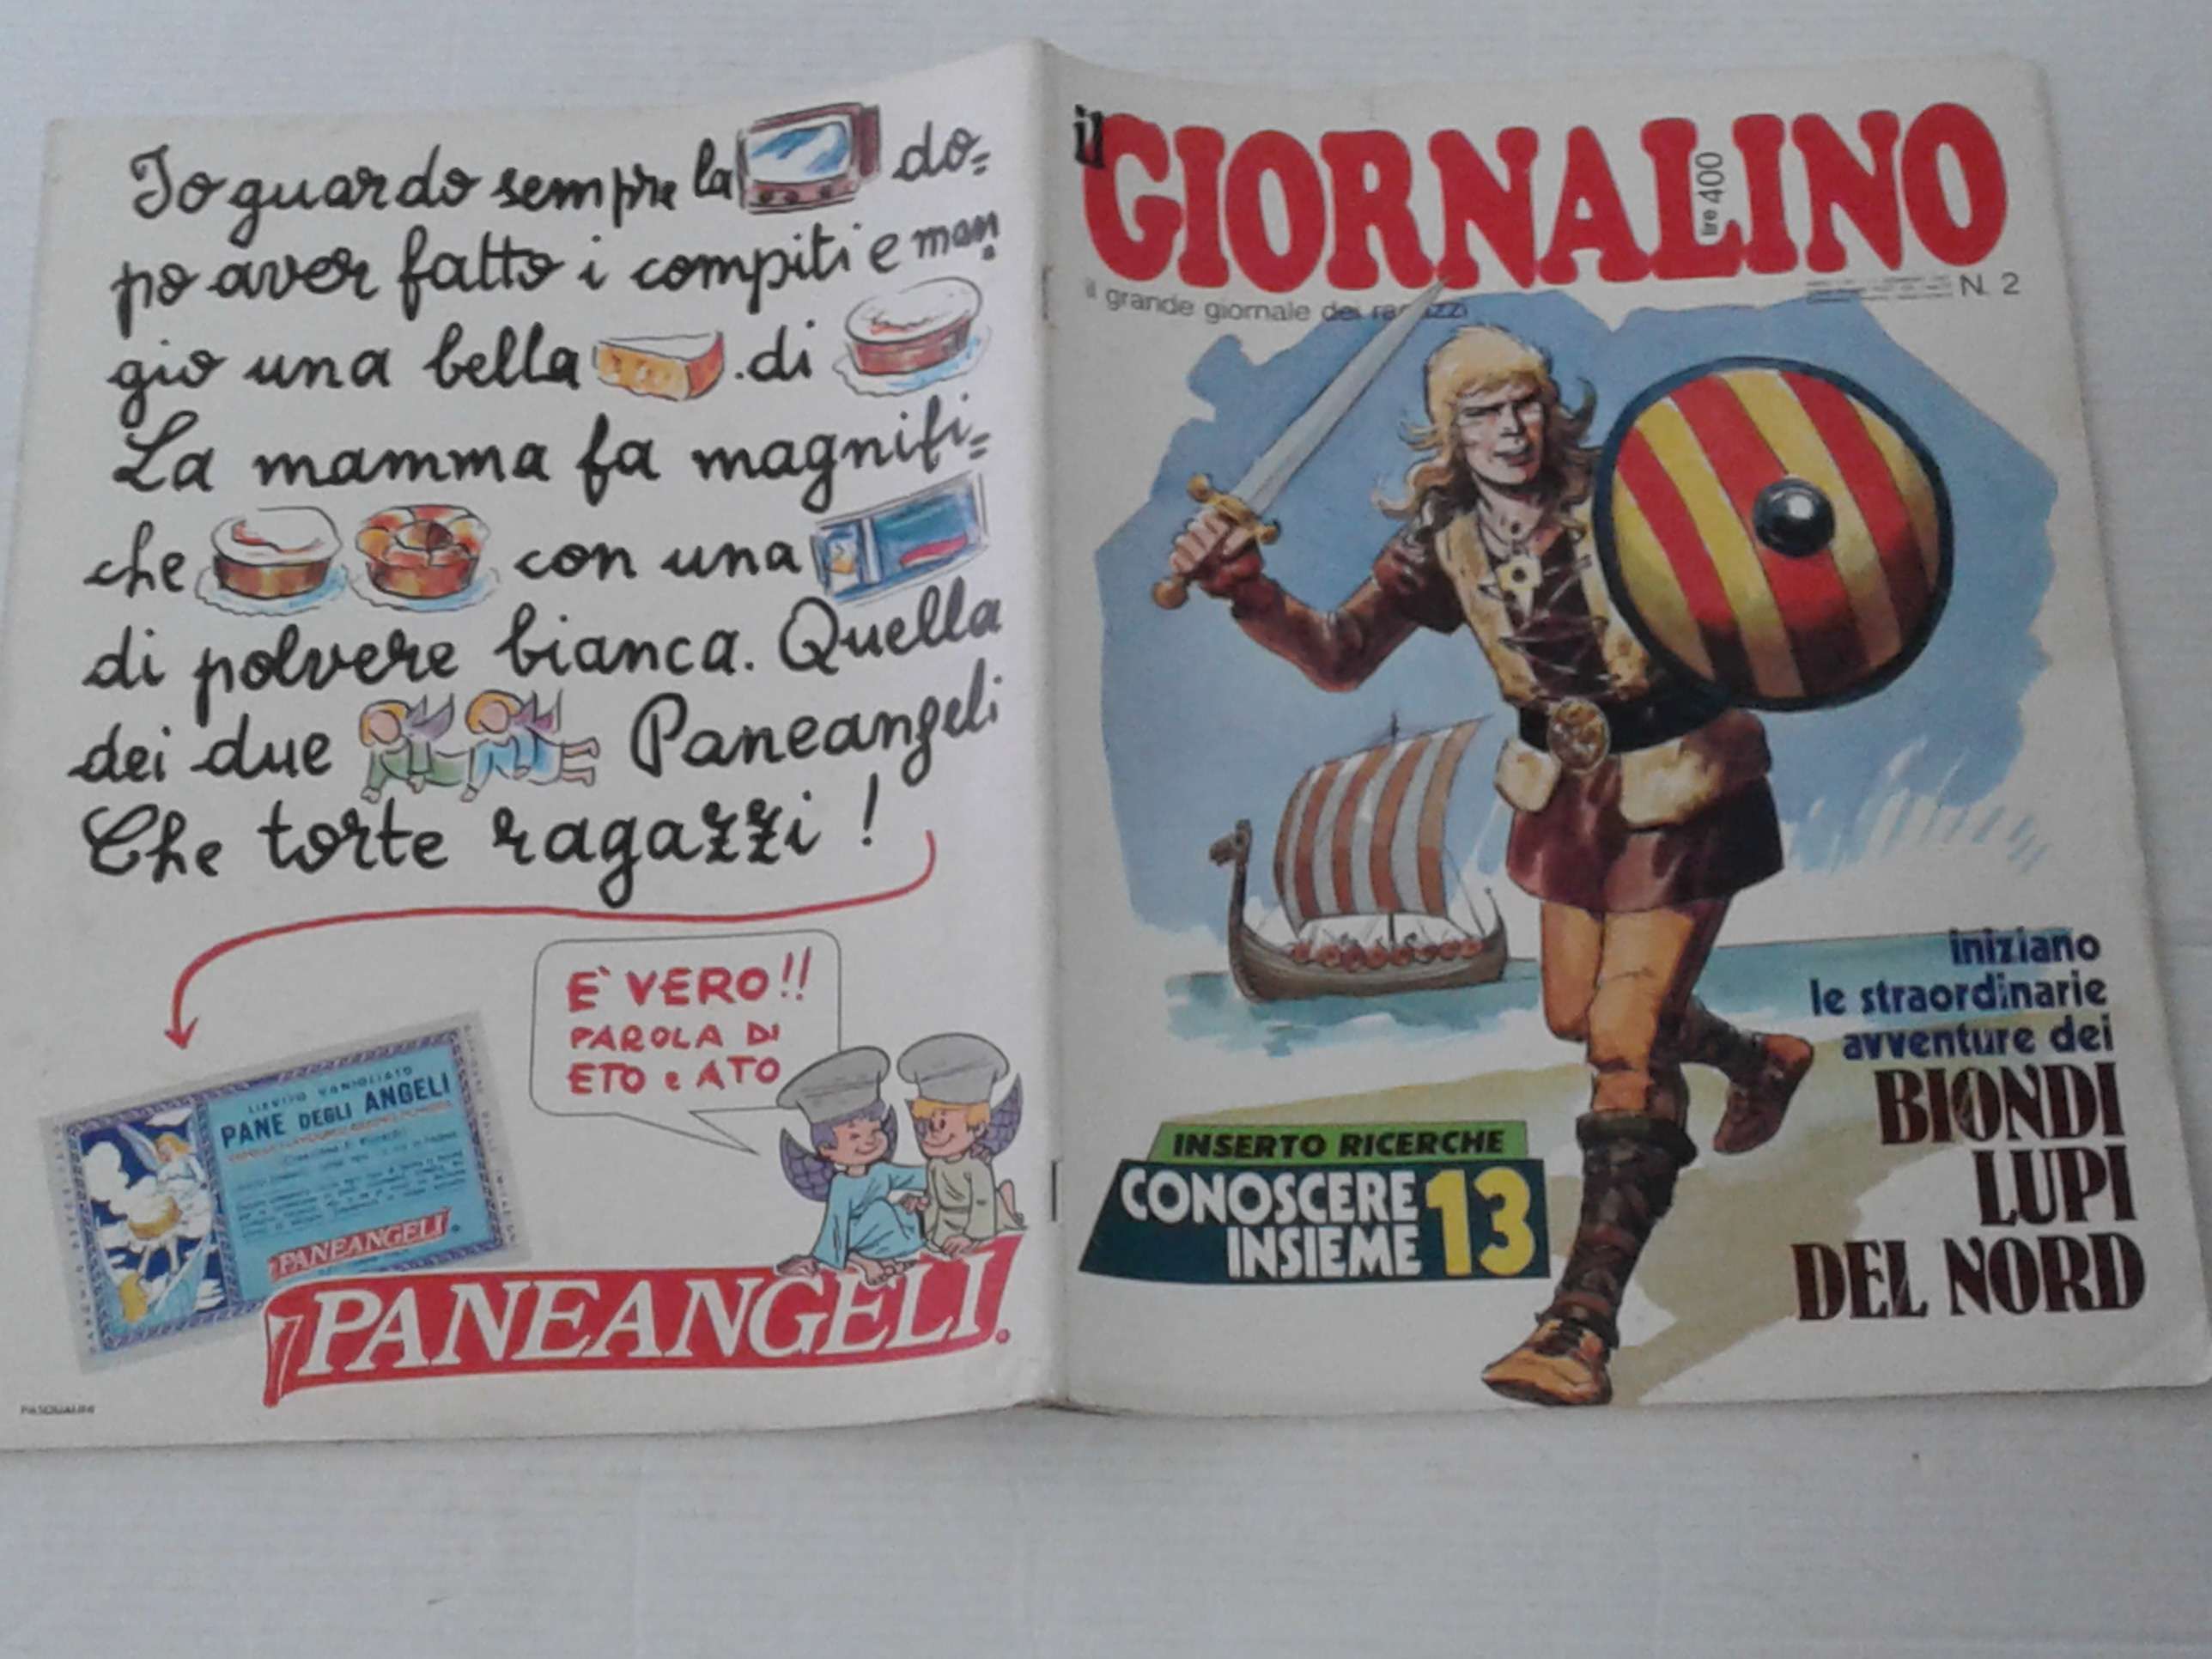 Io guardo sempre la do=
po aver fatto i compiti e man=
gio una bella . di
La mamma fa magnifi=
che con una
di polvere bianca. Quella
dei due Paneangeli
Che torte ragazzi!
E' VERO!!
PAROLA DI
ETO e ATO
LIEVITO VANIGLIATO
PANE DEGLI ANGELI
PANEANGELI
PANEANGELI
il GIORNALINO
lire 400
il grande giornale dei ragazzi
N. 2
iniziano
le straordinarie
avventure dei
BIONDI
LUPI
DEL NORD
INSERTO RICERCHE
CONOSCERE
INSIEME 13